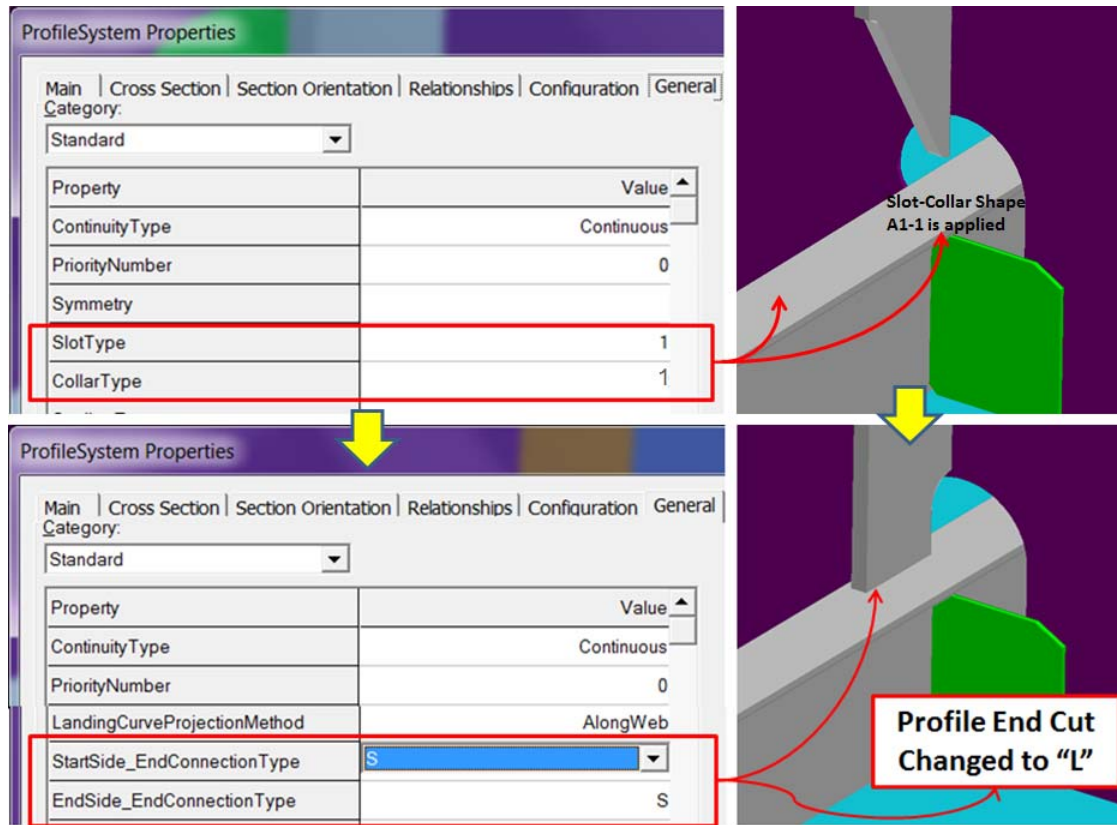 ProfileSystem Properties
Main Cross Section Section Orientation Relationships Configuration General
Category:
Standard
Property Value
ContinuityType Continuous
PriorityNumber 0
Symmetry
SlotType 1
CollarType 1
Slot-Collar Shape
A1-1 is applied
ProfileSystem Properties
Main Cross Section Section Orientation Relationships Configuration General
Category:
Standard
Property Value
ContinuityType Continuous
PriorityNumber 0
LandingCurveProjectionMethod AlongWeb
StartSide_EndConnectionType S
EndSide_EndConnectionType S
Profile End Cut
Changed to “L”